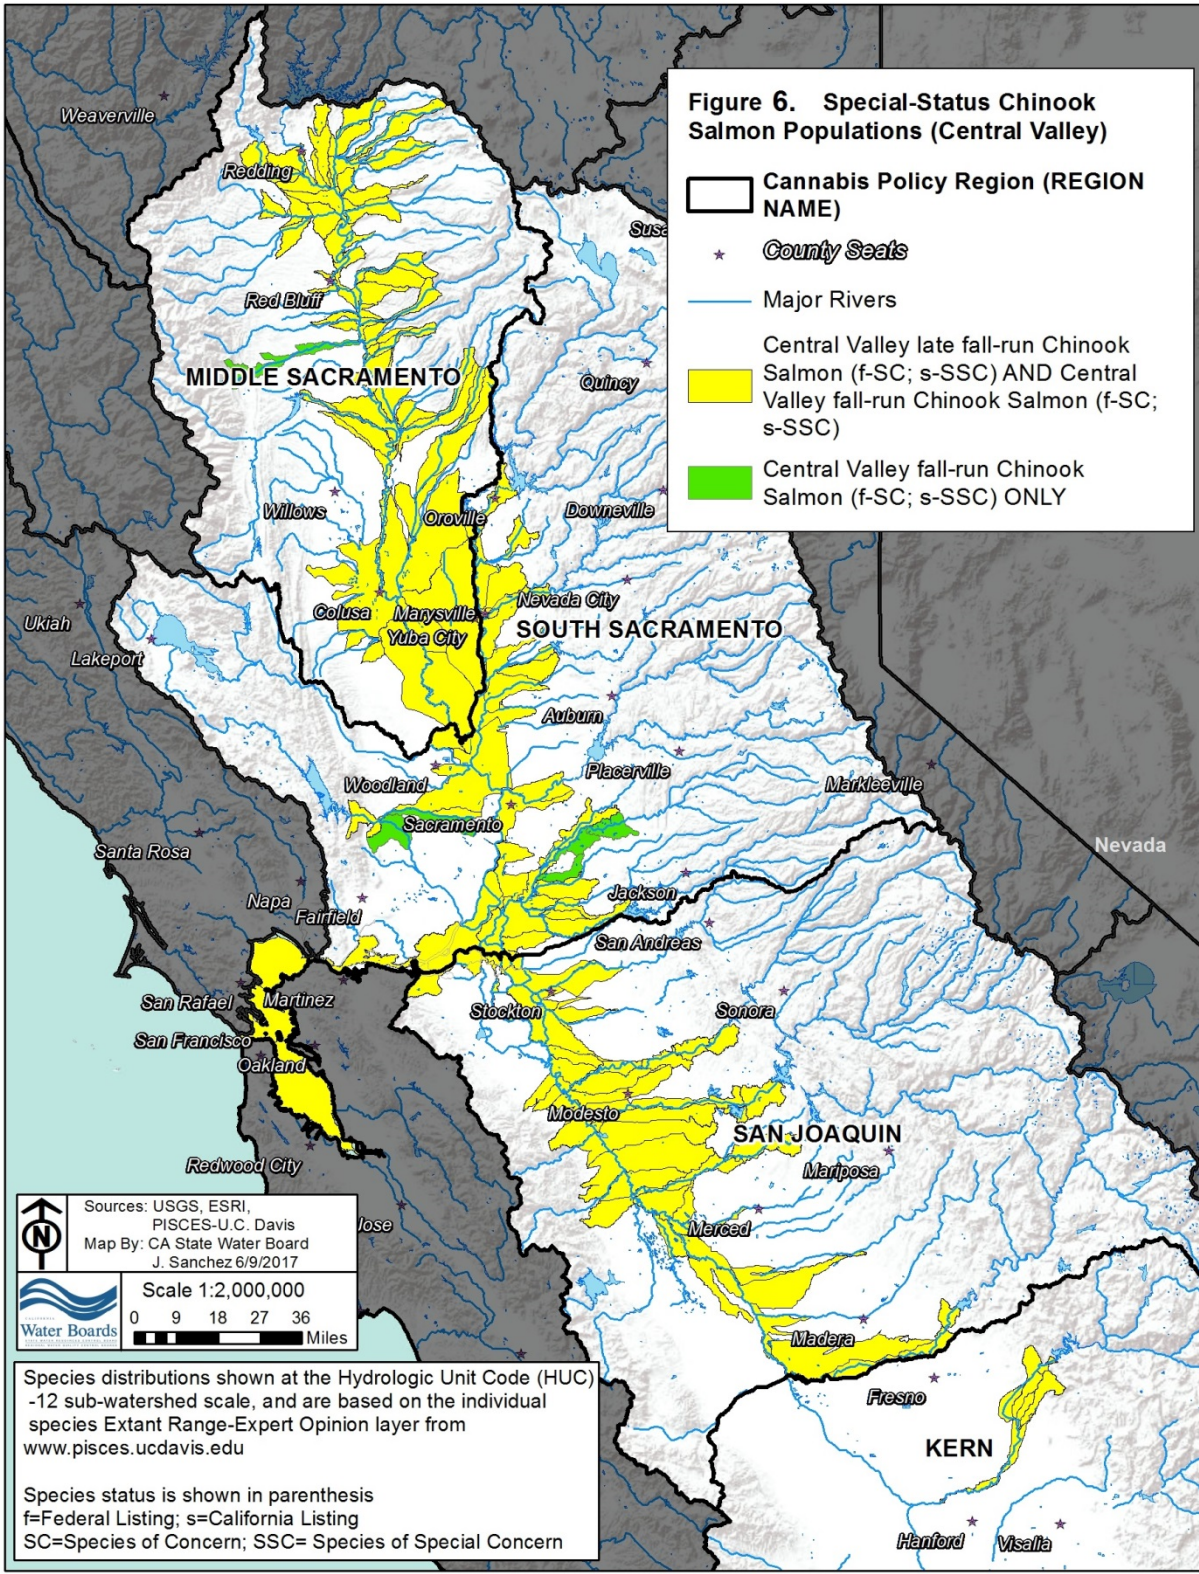 Figure 6. Special-Status Chinook
Salmon Populations (Central Valley)
Cannabis Policy Region (REGION
NAME)
County Seats
Major Rivers
Central Valley late fall-run Chinook
Salmon (f-SC; s-SSC) AND Central
Valley fall-run Chinook Salmon (f-SC;
s-SSC)
Central Valley fall-run Chinook
Salmon (f-SC; s-SSC) ONLY
Weaverville
Redding
Susa
Red Bluff
MIDDLE SACRAMENTO
Quincy
Willows
Oroville
Downeville
Colusa
Marysville
Nevada City
Yuba City
SOUTH SACRAMENTO
Ukiah
Lakeport
Auburn
Woodland
Placerville
Markleeville
Sacramento
Santa Rosa
Nevada
Napa
Jackson
Fairfield
San Andreas
San Rafael
Martinez
Stockton
Sonora
San Francisco
Oakland
Modesto
SAN JOAQUIN
Redwood City
Mariposa
Merced
lose
Madera
Fresno
KERN
Hanford
Visalia
N
Sources: USGS, ESRI,
PISCES-U.C. Davis
Map By: CA State Water Board
J. Sanchez 6/9/2017
CALIFORNIA
Water Boards
Scale 1:2,000,000
0 9 18 27 36
Miles
Species distributions shown at the Hydrologic Unit Code (HUC)
-12 sub-watershed scale, and are based on the individual
species Extant Range-Expert Opinion layer from
www.pisces.ucdavis.edu
Species status is shown in parenthesis
f=Federal Listing; s=California Listing
SC=Species of Concern; SSC= Species of Special Concern